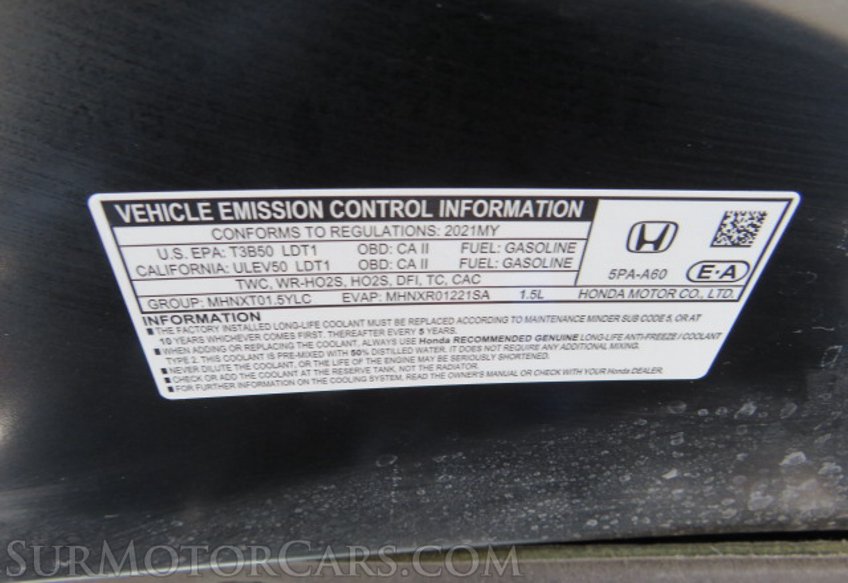 VEHICLE EMISSION CONTROL INFORMATION
CONFORMS TO REGULATIONS: 2021MY
U.S. EPA: T3B50 LDT1 OBD: CA II FUEL: GASOLINE
CALIFORNIA: ULEV50 LDT1 OBD: CA II FUEL: GASOLINE
TWC, WR-HO2S, HO2S, DFI, TC, CAC
GROUP: MHNXT01.5YLC EVAP: MHNXR01221SA 1.5L
5PA-A60 E·A
HONDA MOTOR CO., LTD.
INFORMATION
■ THE FACTORY INSTALLED LONG-LIFE COOLANT MUST BE REPLACED ACCORDING TO MAINTENANCE MINDER SUB CODE 5, OR AT
10 YEARS WHICHEVER COMES FIRST. THEREAFTER EVERY 5 YEARS.
■ WHEN ADDING OR REPLACING THE COOLANT, ALWAYS USE Honda RECOMMENDED GENUINE LONG-LIFE ANTI-FREEZE / COOLANT
TYPE 2. THIS COOLANT IS PRE-MIXED WITH 50% DISTILLED WATER. IT DOES NOT REQUIRE ANY ADDITIONAL MIXING.
■ NEVER DILUTE THE COOLANT, OR THE LIFE OF THE ENGINE MAY BE SERIOUSLY SHORTENED.
■ CHECK OR ADD THE COOLANT AT THE RESERVE TANK, NOT THE RADIATOR.
■ FOR FURTHER INFORMATION ON THE COOLING SYSTEM, READ THE OWNER'S MANUAL OR CHECK WITH YOUR Honda DEALER.
SURMOTORCARS.COM